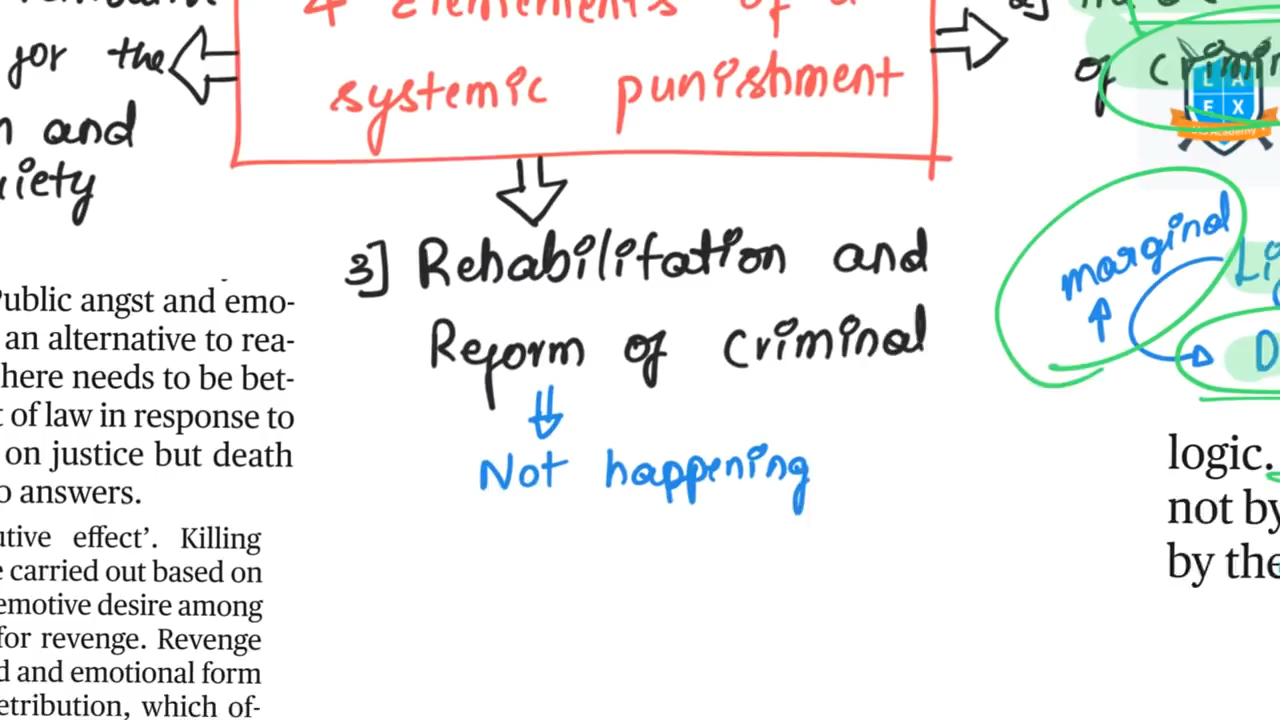 4 elements of a
systemic punishment
for the
and
of
LAEX
3] Rehabilitation and
Reform of criminal
Not happening
marginal
Public angst and emo-
an alternative to rea-
here needs to be bet-
of law in response to
on justice but death
answers.
effect’. Killing
carried out based on
emotive desire among
for revenge. Revenge
and emotional form
which of-
logic.
not by
by the